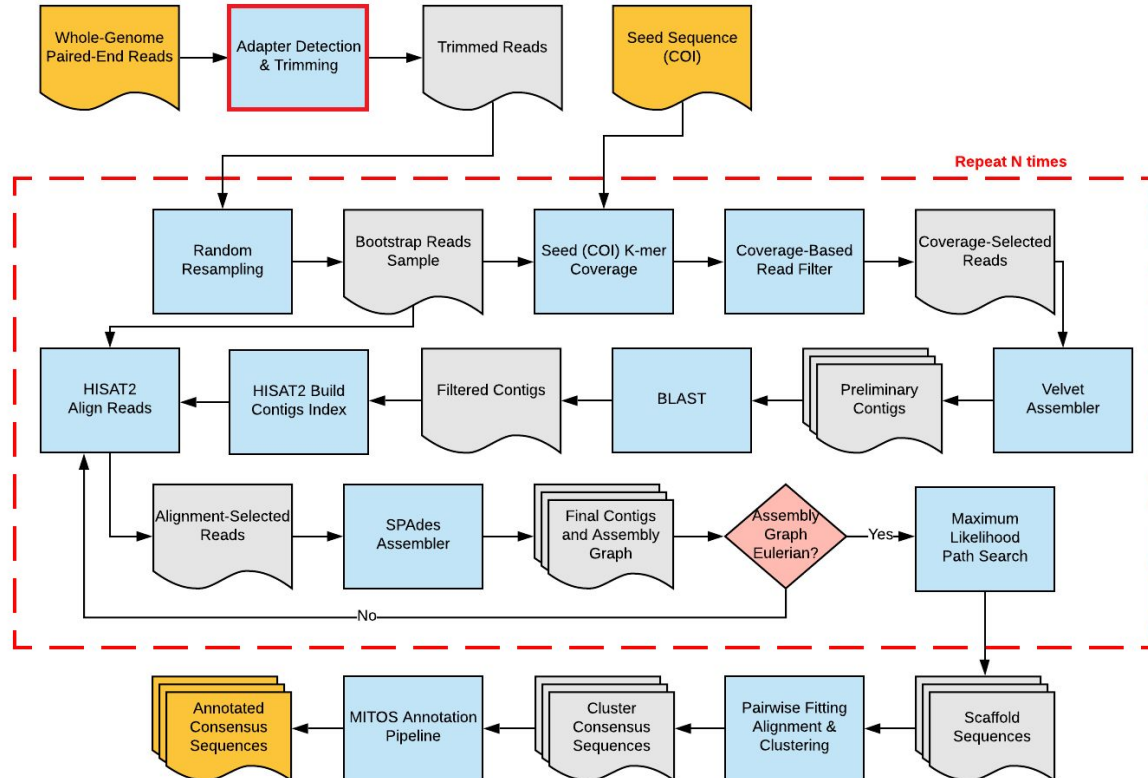 Whole-Genome
Paired-End Reads
Adapter Detection
& Trimming
Trimmed Reads
Seed Sequence
(COI)
Repeat N times
Random
Resampling
Bootstrap Reads
Sample
Seed (COI) K-mer
Coverage
Coverage-Based
Read Filter
Coverage-Selected
Reads
HISAT2
Align Reads
HISAT2 Build
Contigs Index
Filtered Contigs
BLAST
Preliminary
Contigs
Velvet
Assembler
Alignment-Selected
Reads
SPAdes
Assembler
Final Contigs
and Assembly
Graph
Assembly
Graph
Eulerian?
Yes
Maximum
Likelihood
Path Search
No
Annotated
Consensus
Sequences
MITOS Annotation
Pipeline
Cluster
Consensus
Sequences
Pairwise Fitting
Alignment &
Clustering
Scaffold
Sequences